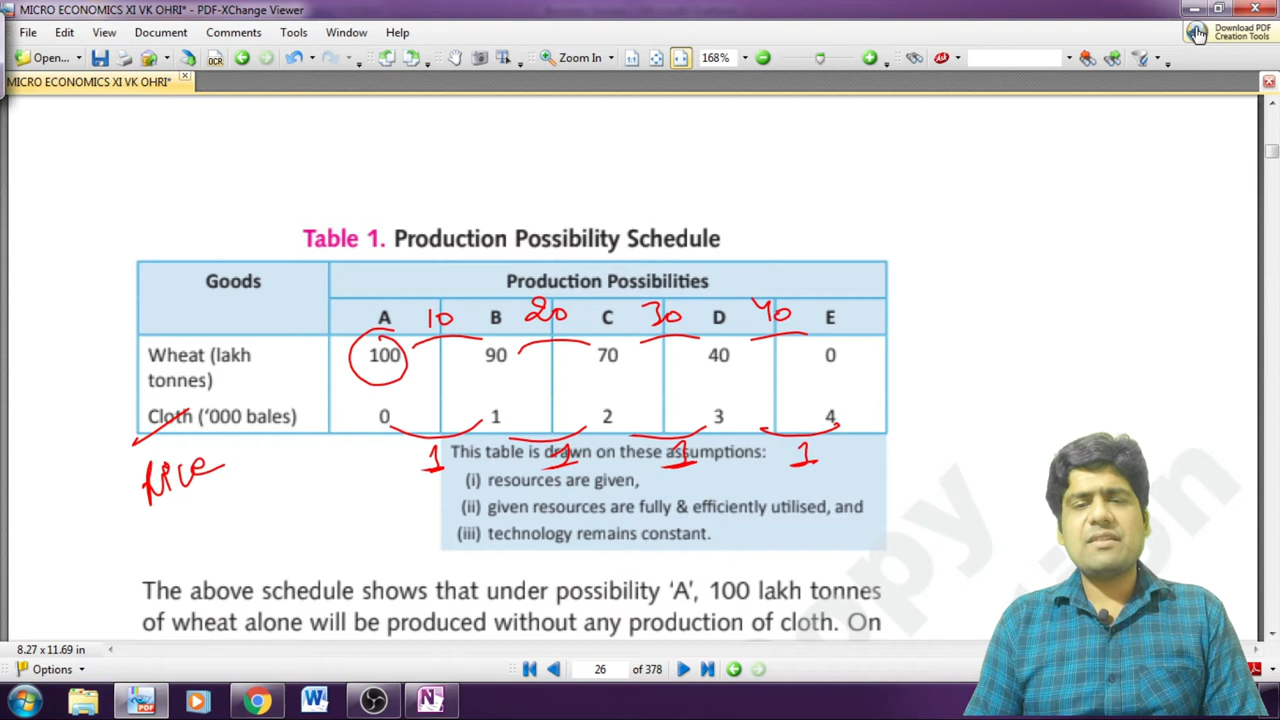 MICRO ECONOMICS XI VK OHRI* - PDF-XChange Viewer
File Edit View Document Comments Tools Window Help
Download PDF
Creation Tools
Open... OCR Zoom In 168%
MICRO ECONOMICS XI VK OHRI*
Table 1. Production Possibility Schedule
Goods Production Possibilities
A 10 B 20 C 30 D 40 E
Wheat (lakh
tonnes) 100 90 70 40 0
Cloth ('000 bales) 0 1 2 3 4
1 1 1 1
Rice
This table is drawn on these assumptions:
(i) resources are given,
(ii) given resources are fully & efficiently utilised, and
(iii) technology remains constant.
The above schedule shows that under possibility 'A', 100 lakh tonnes
of wheat alone will be produced without any production of cloth. On
8.27 x 11.69 in
Options 26 of 378